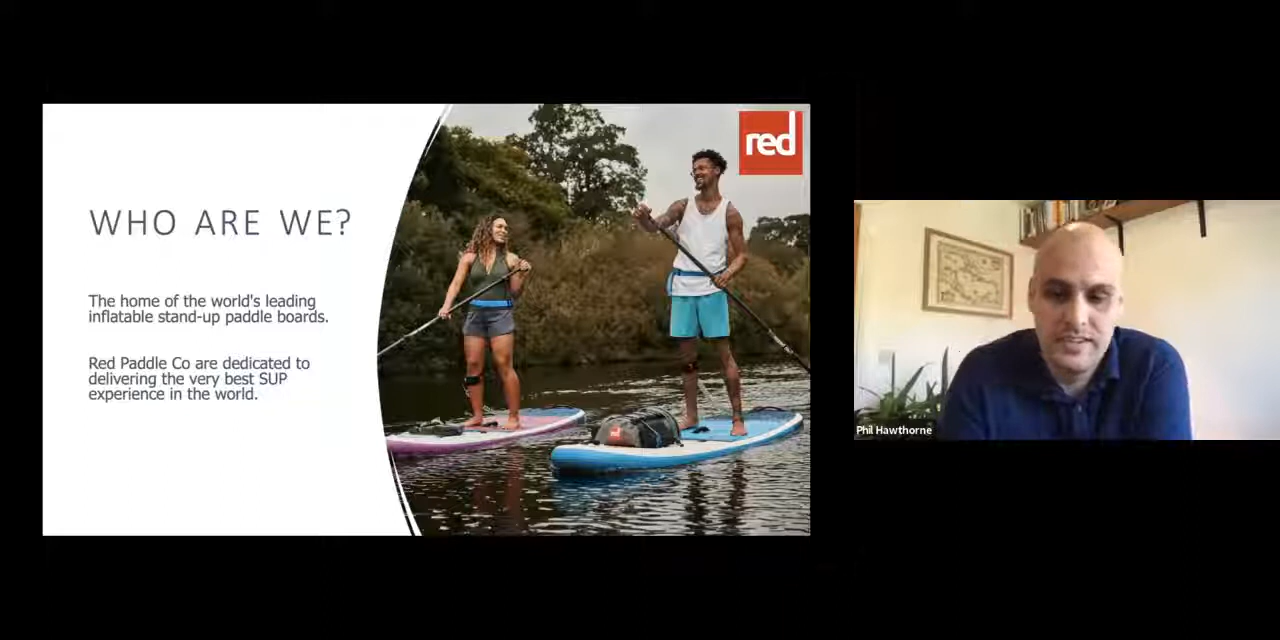 red
WHO ARE WE?
The home of the world's leading
inflatable stand-up paddle boards.
Red Paddle Co are dedicated to
delivering the very best SUP
experience in the world.
Phil Hawthorne